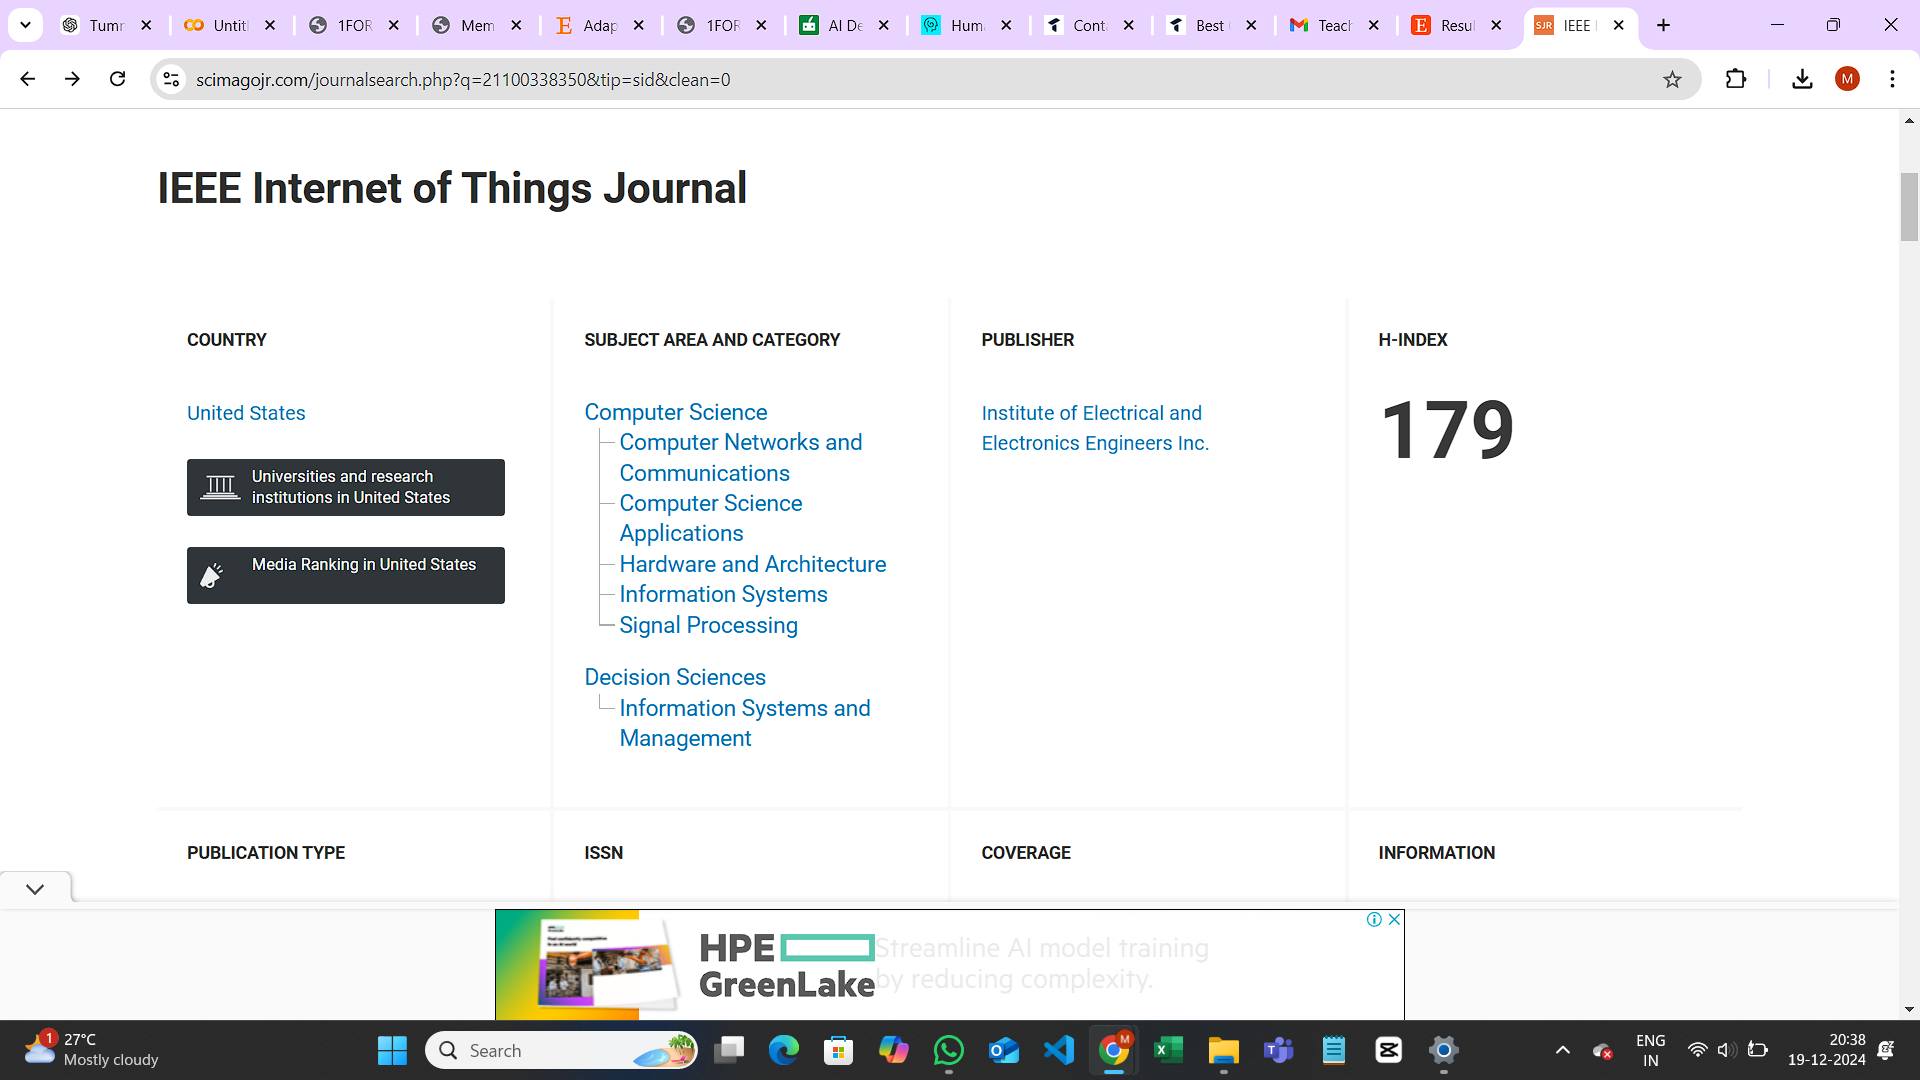 Tumr
Untitl
1FOR
Mem
Adap
1FOR
AI De
Huma
Conta
Best
Teach
Resul
SJR
IEEE
scimagojr.com/journalsearch.php?q=21100338350&tip=sid&clean=0
M
IEEE Internet of Things Journal
COUNTRY
United States
Universities and research
institutions in United States
Media Ranking in United States
SUBJECT AREA AND CATEGORY
Computer Science
Computer Networks and
Communications
Computer Science
Applications
Hardware and Architecture
Information Systems
Signal Processing
Decision Sciences
Information Systems and
Management
PUBLISHER
Institute of Electrical and
Electronics Engineers Inc.
H-INDEX
179
PUBLICATION TYPE
ISSN
COVERAGE
INFORMATION
HPE
GreenLake
Streamline AI model training
by reducing complexity.
1
27°C
Mostly cloudy
Search
M
ENG
IN
20:38
19-12-2024